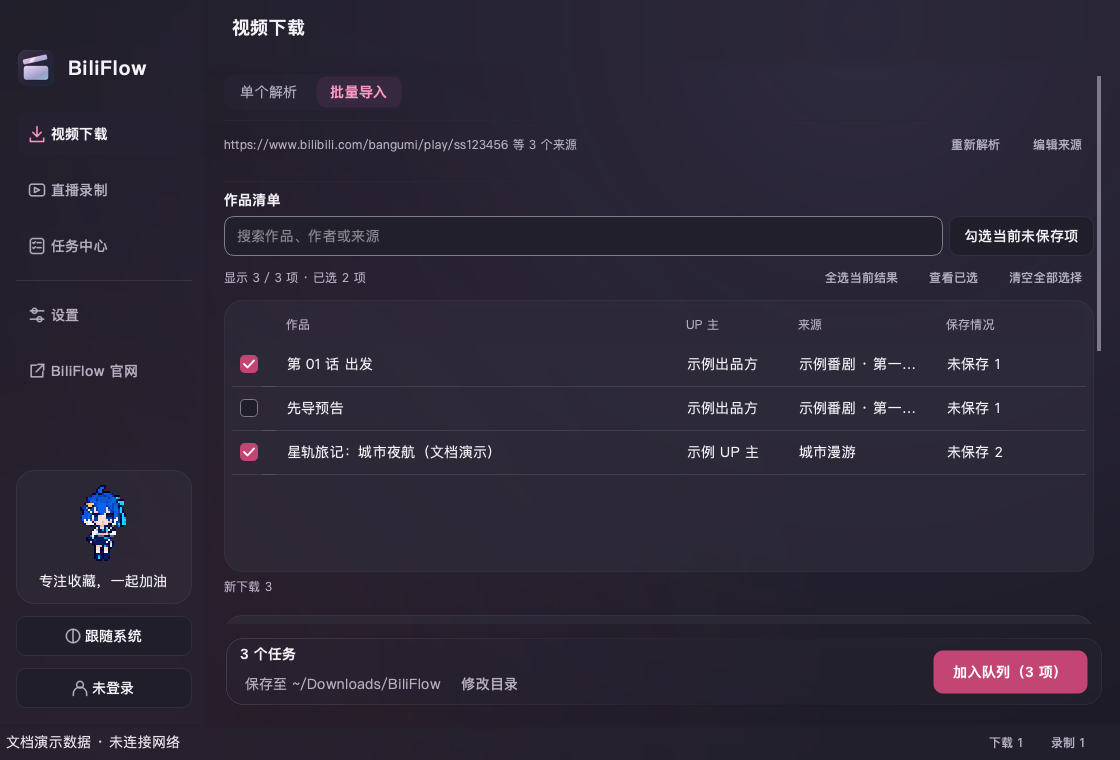 视频下载
BiliFlow
单个解析 批量导入
视频下载
直播录制
任务中心
设置
BiliFlow 官网
专注收藏，一起加油
跟随系统
未登录
https://www.bilibili.com/bangumi/play/ss123456 等 3 个来源 重新解析 编辑来源
作品清单
搜索作品、作者或来源 勾选当前未保存项
显示 3 / 3 项 · 已选 2 项 全选当前结果 查看已选 清空全部选择
作品 UP 主 来源 保存情况
第 01 话 出发 示例出品方 示例番剧 · 第一… 未保存 1
先导预告 示例出品方 示例番剧 · 第一… 未保存 1
星轨旅记：城市夜航（文档演示） 示例 UP 主 城市漫游 未保存 2
新下载 3
3 个任务
保存至 ~/Downloads/BiliFlow 修改目录
加入队列（3 项）
文档演示数据 · 未连接网络 下载 1 录制 1